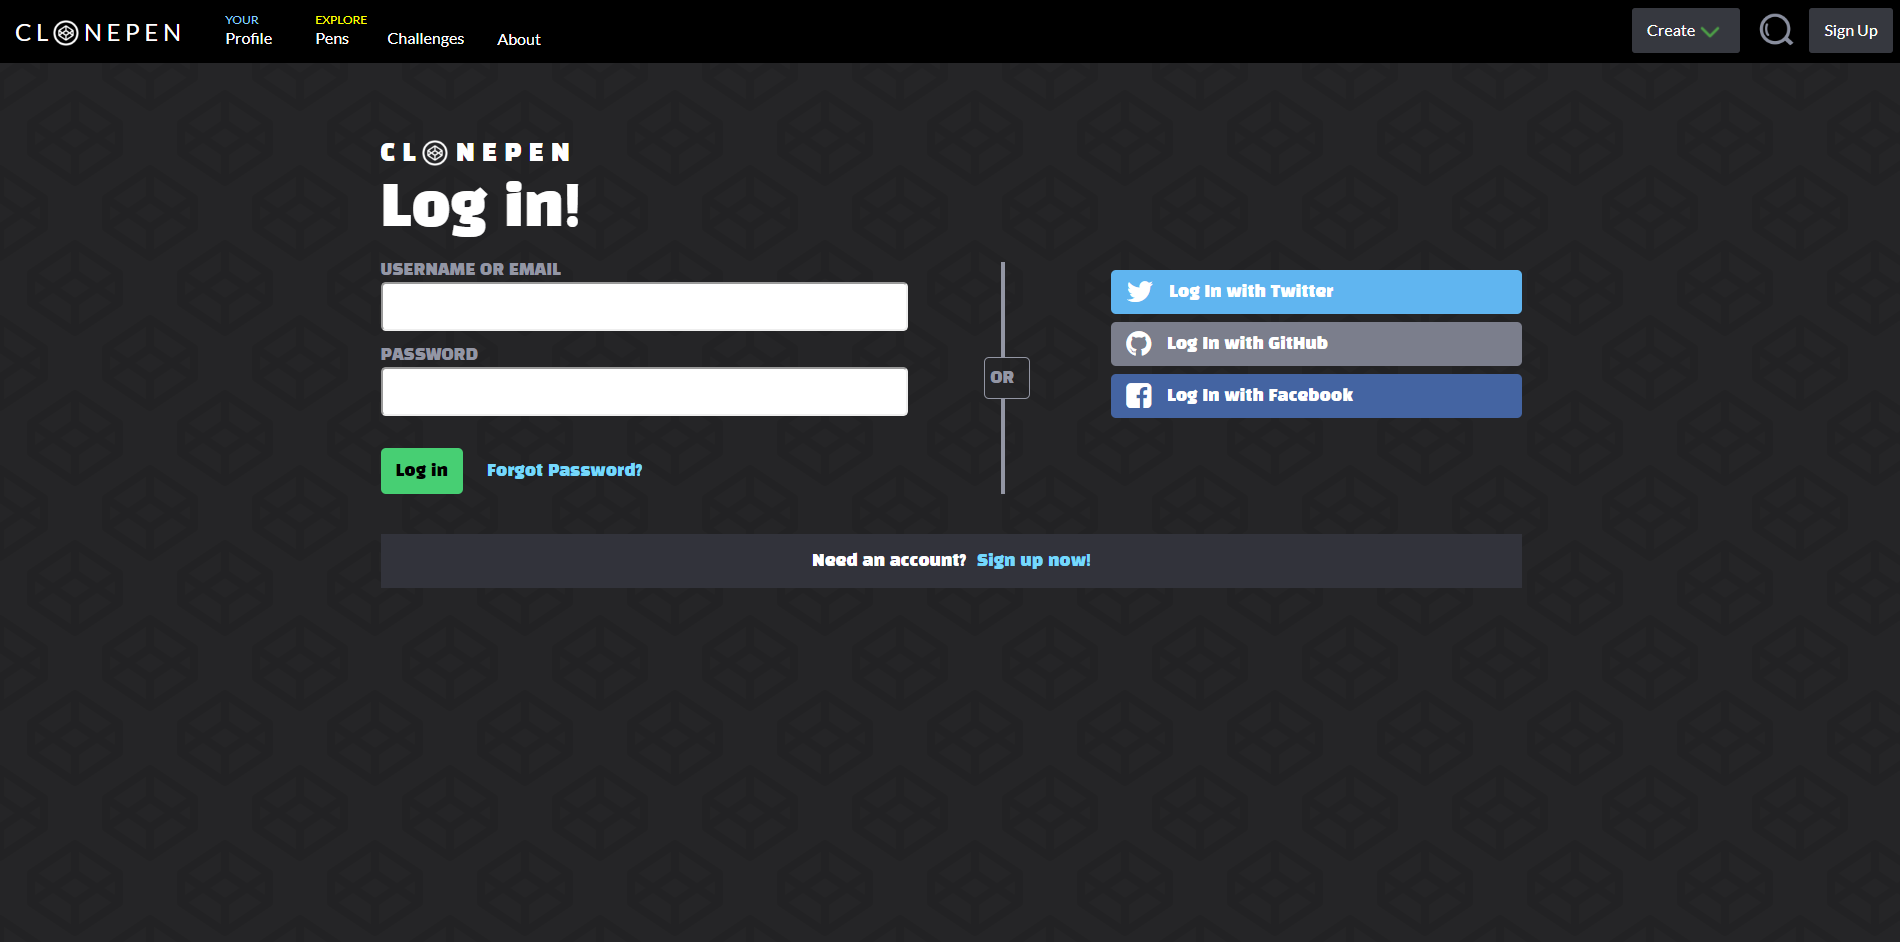 CLONEPEN
YOUR
Profile
EXPLORE
Pens
Challenges
About
Create
Sign Up
CLONEPEN
Log in!
USERNAME OR EMAIL
PASSWORD
Log in
Forgot Password?
OR
Log In with Twitter
Log In with GitHub
Log In with Facebook
Need an account? Sign up now!